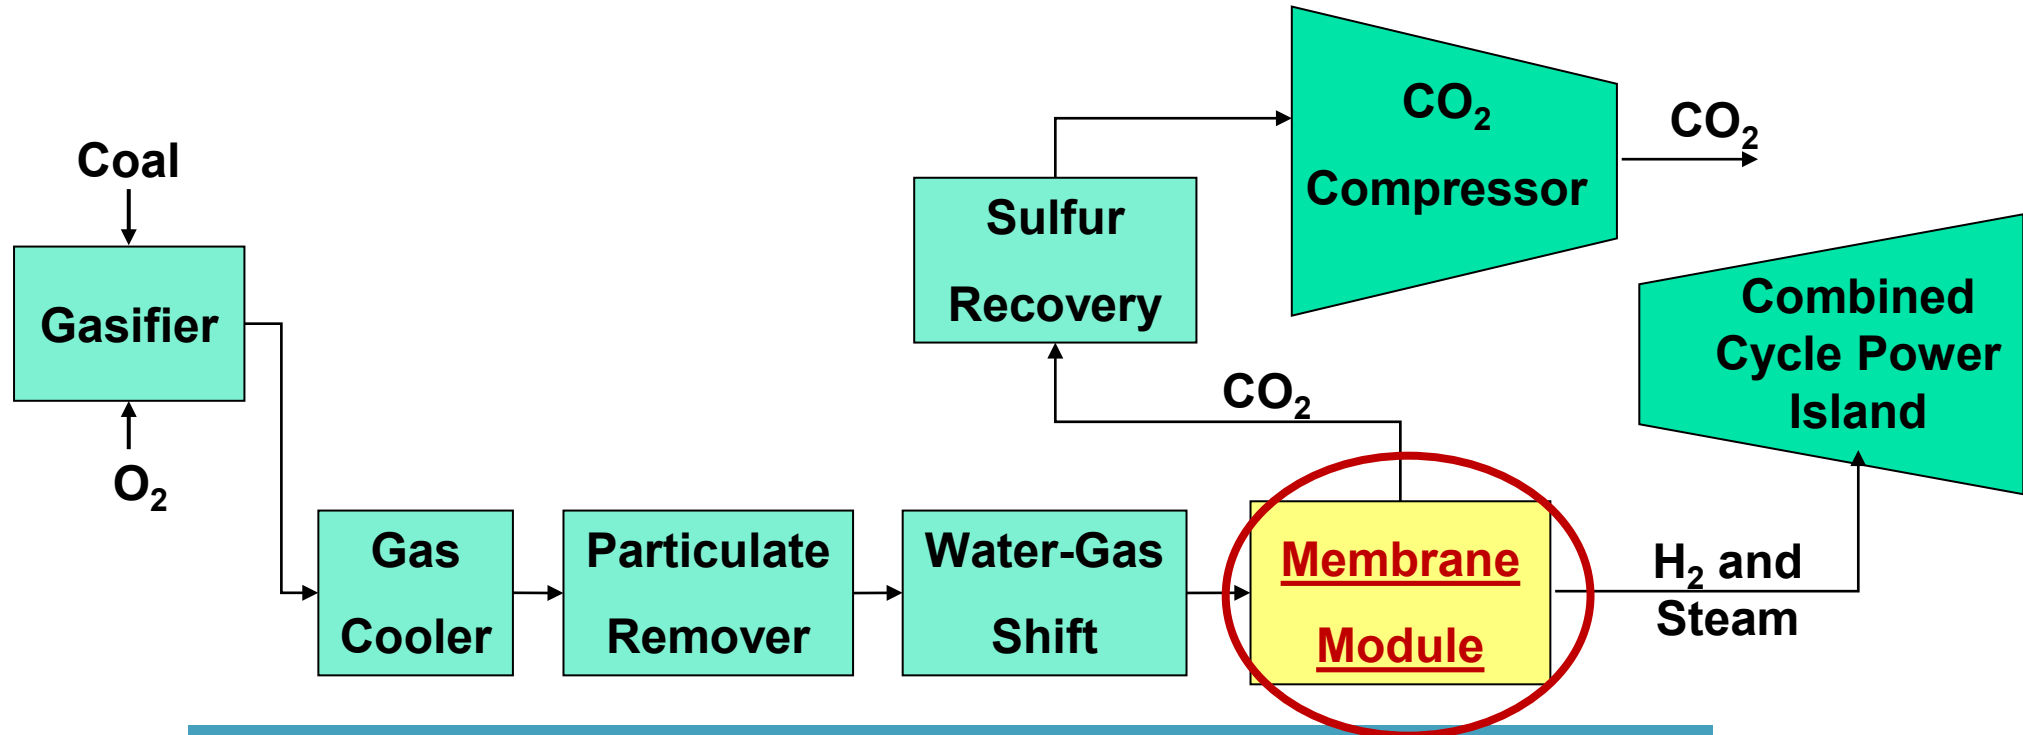 Coal
Gasifier
O₂
Gas
Cooler
Particulate
Remover
Water-Gas
Shift
Membrane
Module
CO₂
Sulfur
Recovery
CO₂
Compressor
CO₂
H₂ and
Steam
Combined
Cycle Power
Island